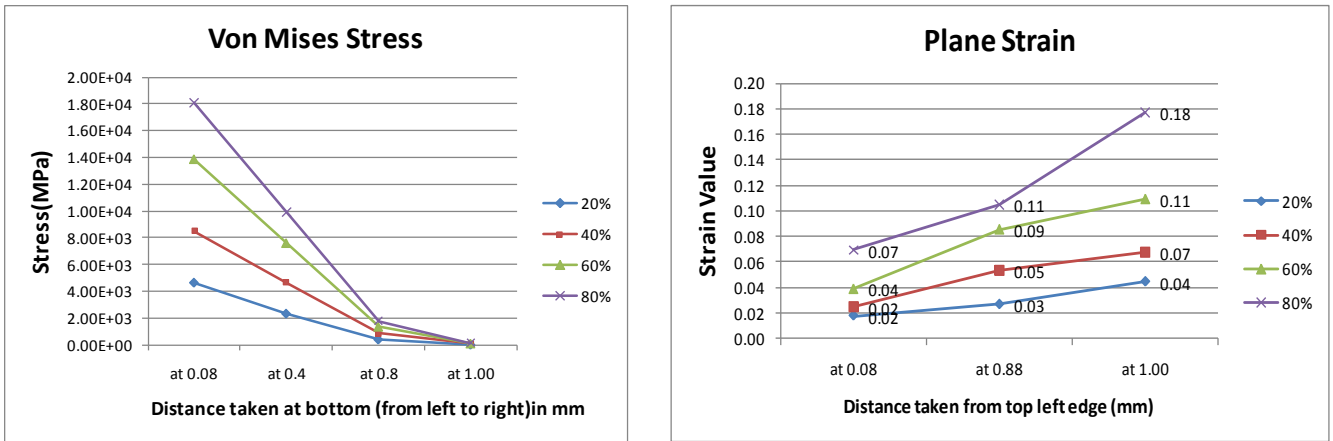 Von Mises Stress
Stress(MPa)
2.00E+04
1.80E+04
1.60E+04
1.40E+04
1.20E+04
1.00E+04
8.00E+03
6.00E+03
4.00E+03
2.00E+03
0.00E+00
at 0.08 at 0.4 at 0.8 at 1.00
Distance taken at bottom (from left to right)in mm
20%
40%
60%
80%
Plane Strain
Strain Value
0.20
0.18
0.16
0.14
0.12
0.10
0.08
0.06
0.04
0.02
0.00
0.18
0.11
0.11
0.09
0.07
0.07
0.05
0.04
0.04
0.03
0.02
0.02
at 0.08 at 0.88 at 1.00
Distance taken from top left edge (mm)
20%
40%
60%
80%